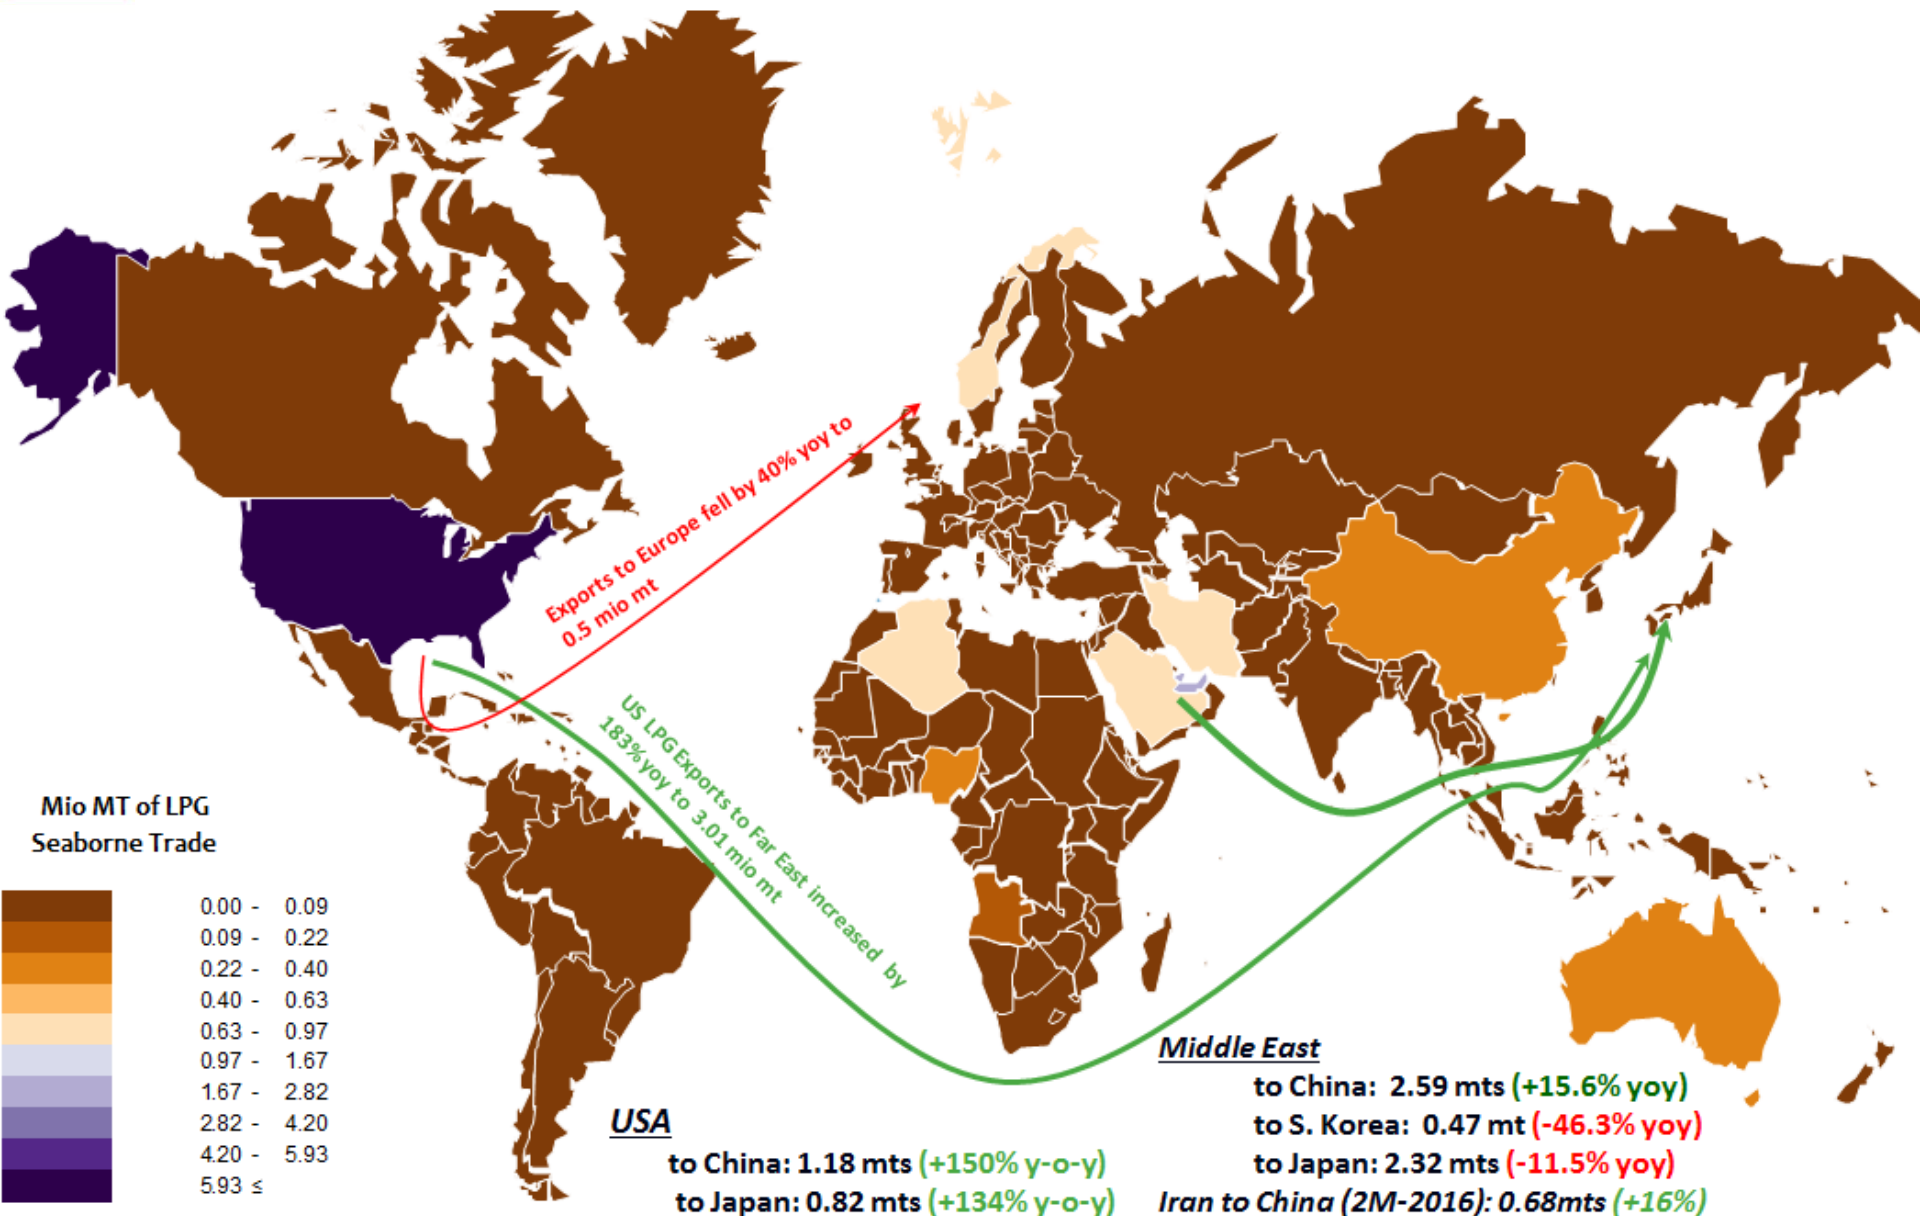 Exports to Europe fell by 40% yoy to
0.5 mio mt
US LPG Exports to Far East increased by
183% yoy to 3.01 mio mt
Mio MT of LPG
Seaborne Trade
0.00 - 0.09
0.09 - 0.22
0.22 - 0.40
0.40 - 0.63
0.63 - 0.97
0.97 - 1.67
1.67 - 2.82
2.82 - 4.20
4.20 - 5.93
5.93 ≤
USA
to China: 1.18 mts (+150% y-o-y)
to Japan: 0.82 mts (+134% y-o-y)
Middle East
to China: 2.59 mts (+15.6% yoy)
to S. Korea: 0.47 mt (-46.3% yoy)
to Japan: 2.32 mts (-11.5% yoy)
Iran to China (2M-2016): 0.68mts (+16%)